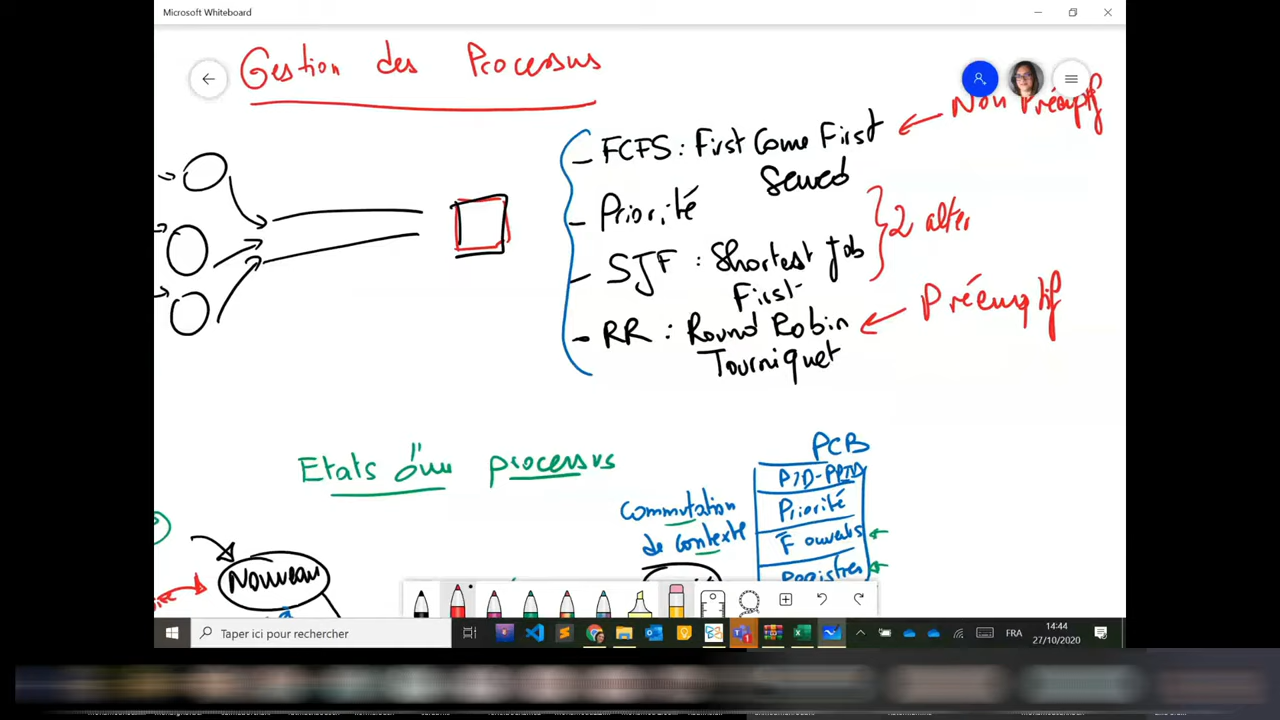 Microsoft Whiteboard
Gestion des Processus
- FCFS : First Come First
Served
Non Préemptif
- Priorité
- SJF : Shortest Job
First
2 alter
- RR : Round Robin
Tourniquet
Préemptif
Etats d'un processus
PCB
PID-PPID
Priorité
F ouverts
Registres
Commutation
de contexte
Nouveau
Taper ici pour rechercher
FRA
14:44
27/10/2020